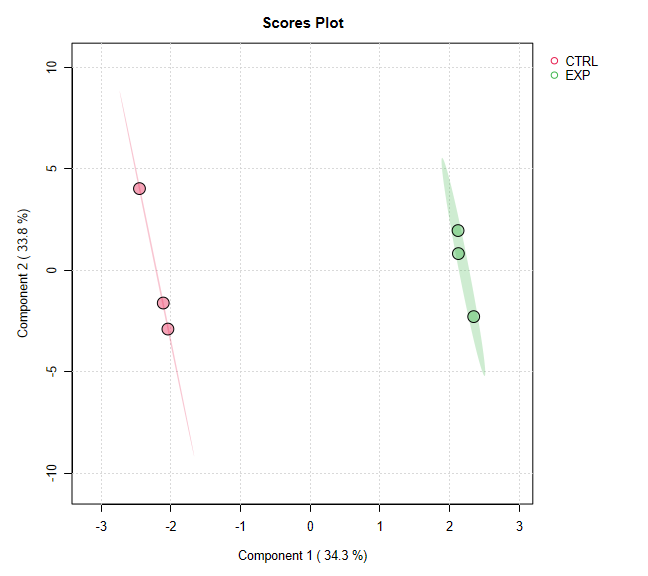 Scores Plot
CTRL
EXP
10
5
0
-5
-10
Component 2 ( 33.8 %)
-3
-2
-1
0
1
2
3
Component 1 ( 34.3 %)